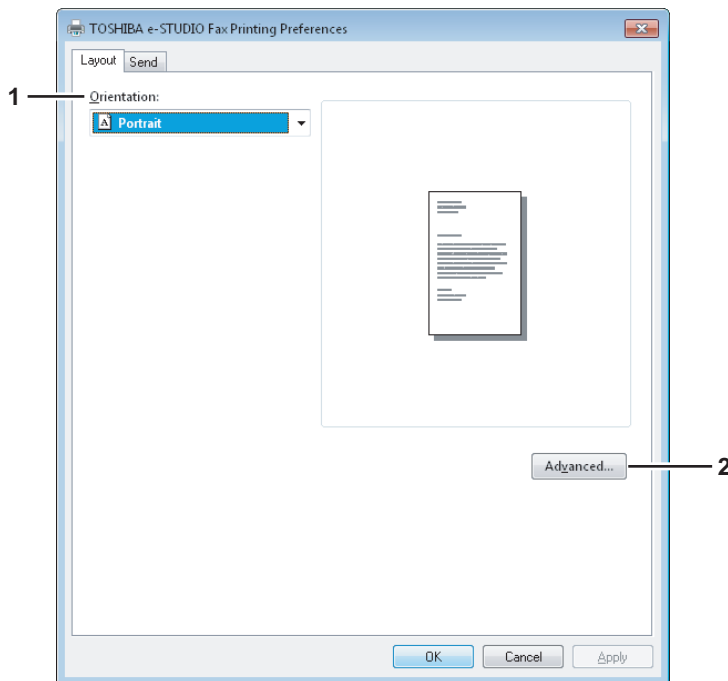 TOSHIBA e-STUDIO Fax Printing Preferences
Layout
Send
1
Orientation:
A Portrait
Advanced...
2
OK
Cancel
Apply